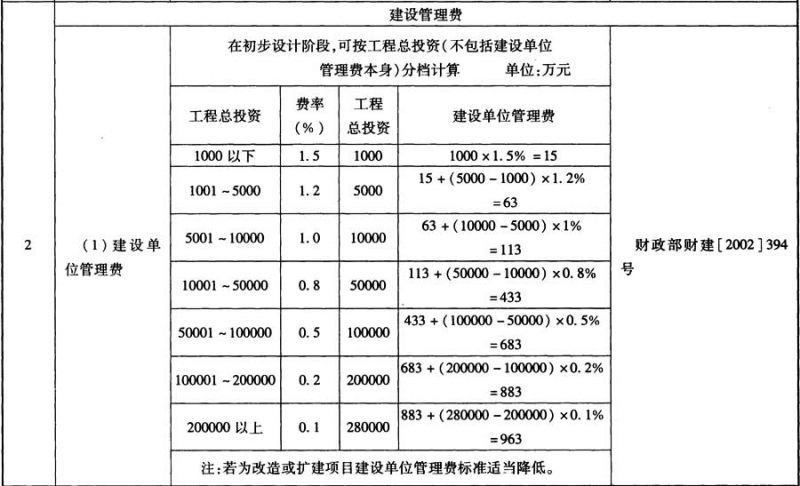 建设管理费
2
(1)建设单
位管理费
在初步设计阶段,可按工程总投资(不包括建设单位
管理费本身)分档计算 单位:万元
工程总投资 费率
(%) 工程
总投资 建设单位管理费
1000 以下 1.5 1000 1000×1.5% =15
1001~5000 1.2 5000 15+(5000-1000)×1.2%
=63
5001~10000 1.0 10000 63+(10000-5000)×1%
=113
10001~50000 0.8 50000 113+(50000-10000)×0.8%
=433
50001~100000 0.5 100000 433+(100000-50000)×0.5%
=683
100001~200000 0.2 200000 683+(200000-100000)×0.2%
=883
200000 以上 0.1 280000 883+(280000-200000)×0.1%
=963
注:若为改造或扩建项目建设单位管理费标准适当降低。
财政部财建[2002]394
号